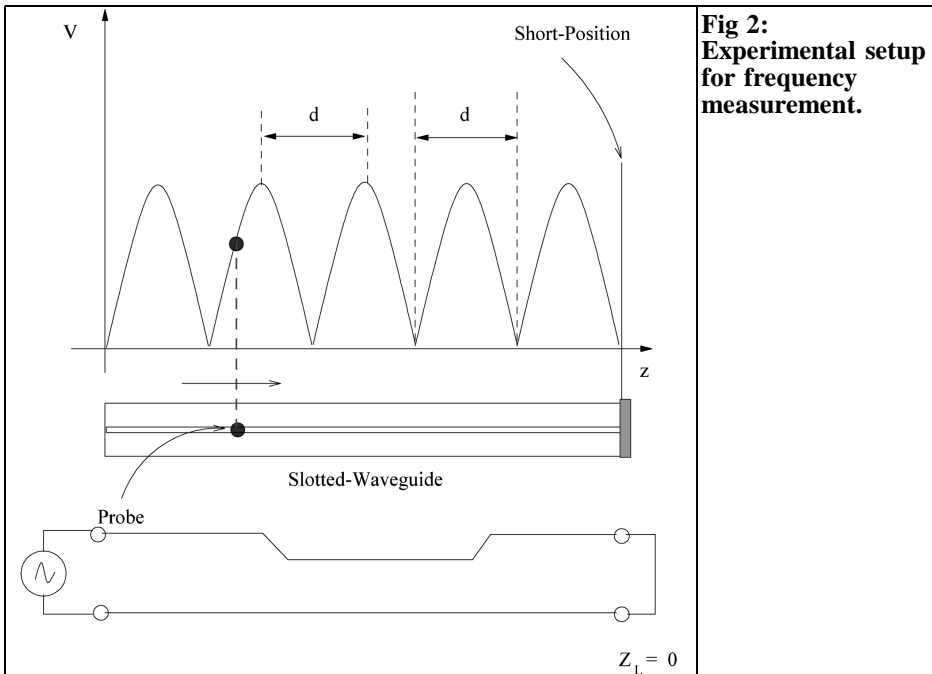 V
Short-Position
d
d
z
Slotted-Waveguide
Probe
Z_L = 0
Fig 2:
Experimental setup
for frequency
measurement.